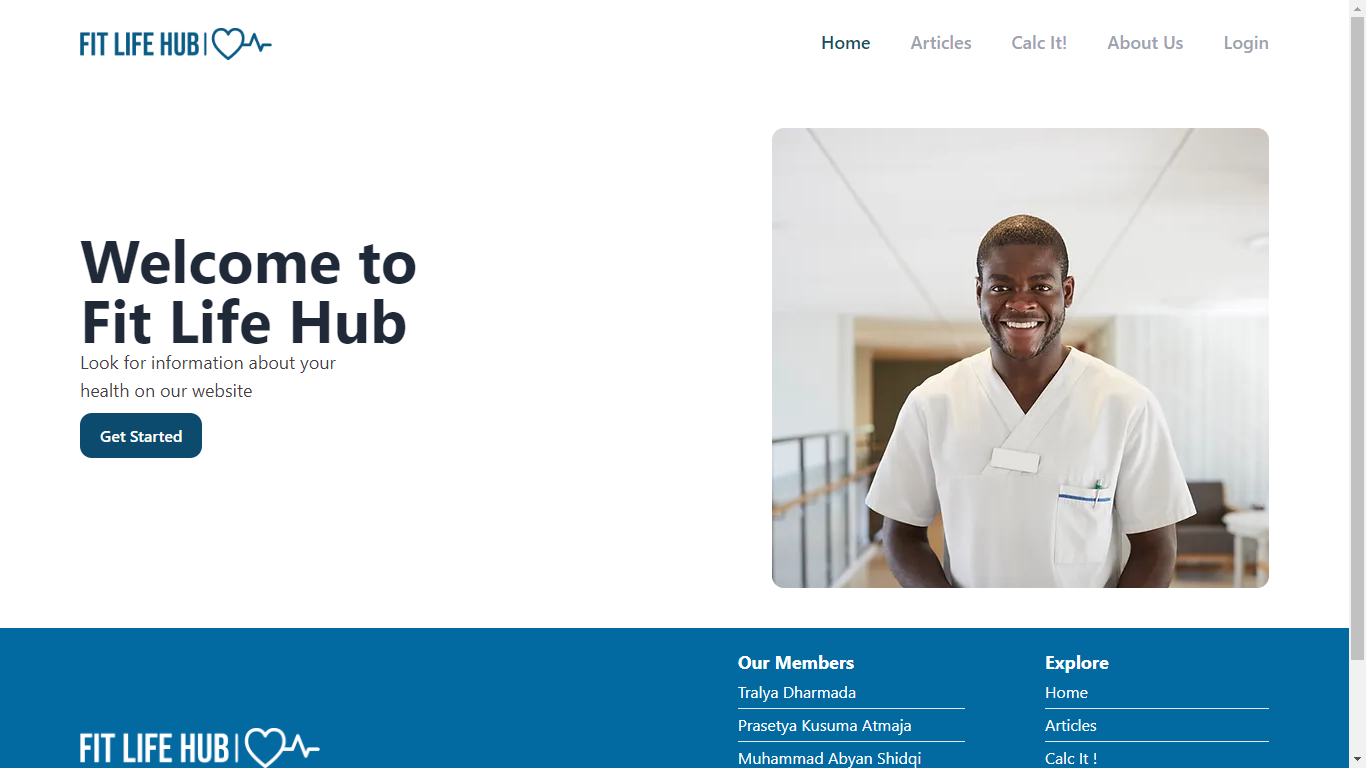 FIT LIFE HUB
Home
Articles
Calc It!
About Us
Login
Welcome to
Fit Life Hub
Look for information about your
health on our website
Get Started
FIT LIFE HUB
Our Members
Tralya Dharmada
Prasetya Kusuma Atmaja
Muhammad Abyan Shidqi
Explore
Home
Articles
Calc It !